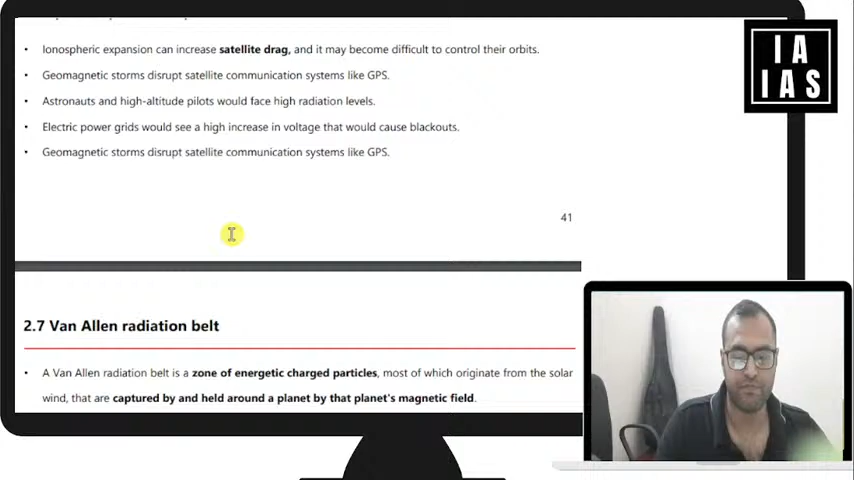 • Ionospheric expansion can increase satellite drag, and it may become difficult to control their orbits.
• Geomagnetic storms disrupt satellite communication systems like GPS.
• Astronauts and high-altitude pilots would face high radiation levels.
• Electric power grids would see a high increase in voltage that would cause blackouts.
• Geomagnetic storms disrupt satellite communication systems like GPS.
41
2.7 Van Allen radiation belt
• A Van Allen radiation belt is a zone of energetic charged particles, most of which originate from the solar
wind, that are captured by and held around a planet by that planet's magnetic field.
IA
IAS